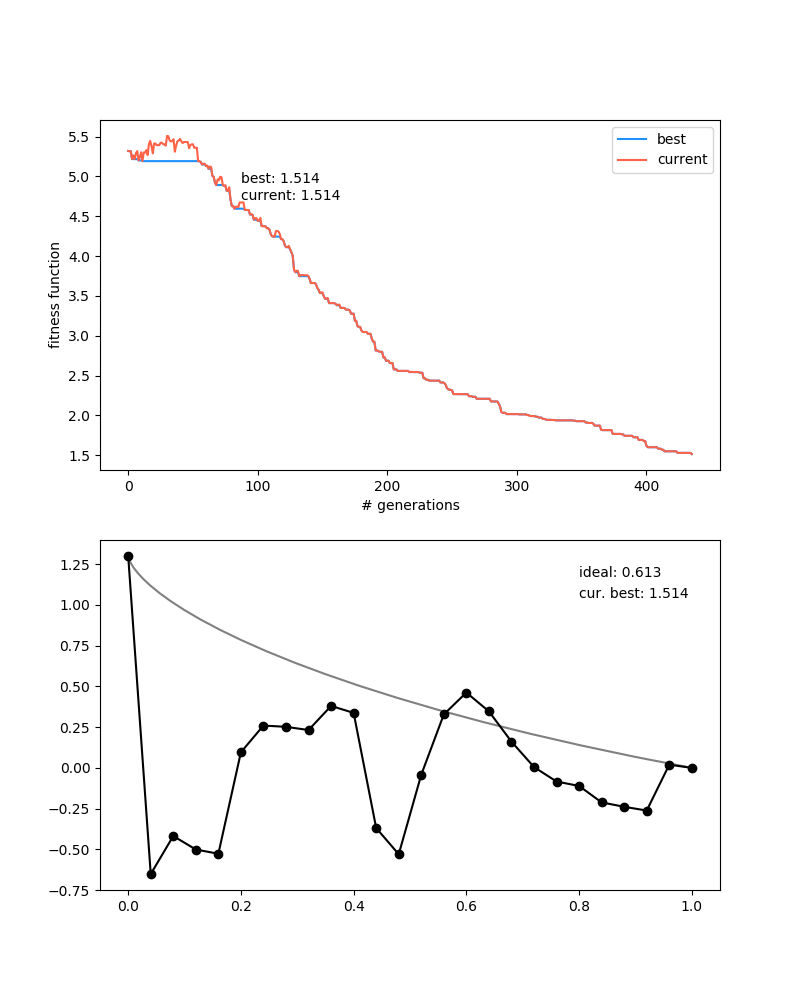 best
current
best: 1.514
current: 1.514
fitness function
5.5
5.0
4.5
4.0
3.5
3.0
2.5
2.0
1.5
0 100 200 300 400
# generations
ideal: 0.613
cur. best: 1.514
1.25
1.00
0.75
0.50
0.25
0.00
−0.25
−0.50
−0.75
0.0 0.2 0.4 0.6 0.8 1.0